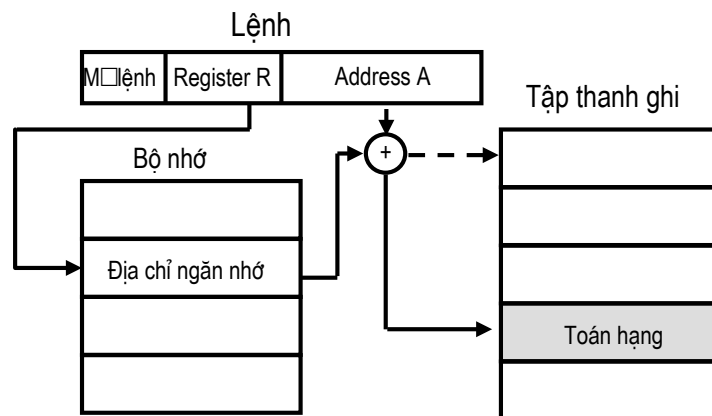 Lệnh
M□lệnh
Register R
Address A
Tập thanh ghi
Bộ nhớ
+
Địa chỉ ngăn nhớ
Toán hạng